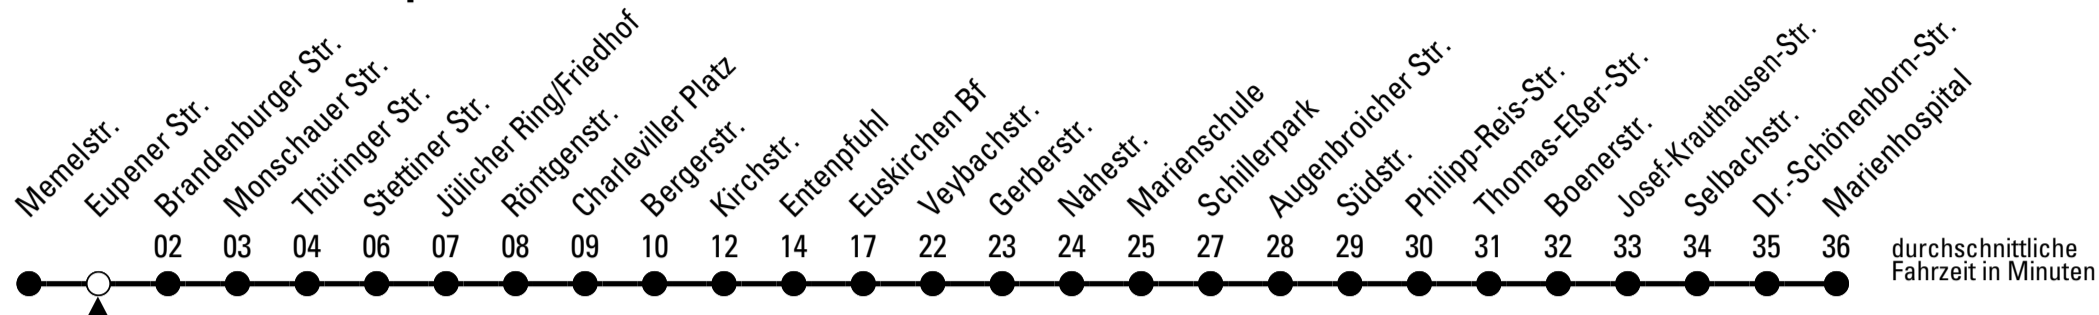 Memelstr.
Eupener Str.
Brandenburger Str.
Monschauer Str.
Thüringer Str.
Stettiner Str.
Jülicher Ring/Friedhof
Röntgenstr.
Charleviller Platz
Bergerstr.
Kirchstr.
Entenpfuhl
Euskirchen Bf
Veybachstr.
Gerberstr.
Nahestr.
Marienschule
Schillerpark
Augenbroicher Str.
Südstr.
Philipp-Reis-Str.
Thomas-Eßer-Str.
Boenerstr.
Josef-Krauthausen-Str.
Selbachstr.
Dr.-Schönenborn-Str.
Marienhospital
02 03 04 06 07 08 09 10 12 14 17 22 23 24 25 27 28 29 30 31 32 33 34 35 36
durchschnittliche
Fahrzeit in Minuten